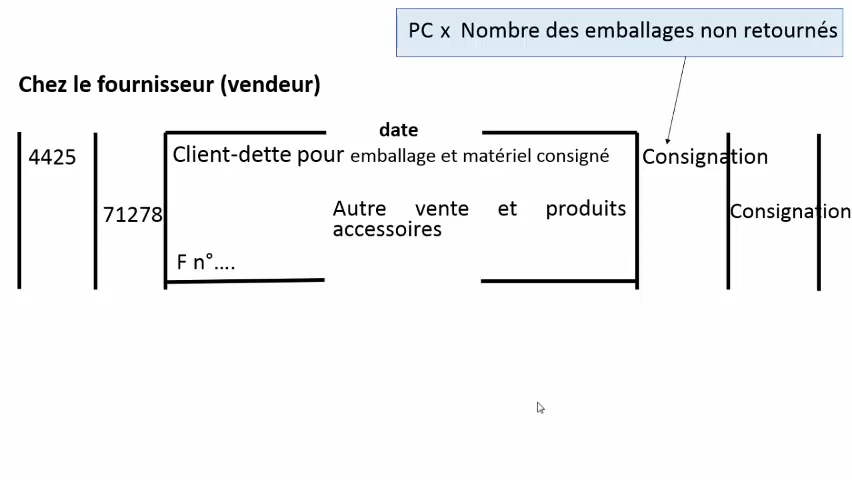 PC x Nombre des emballages non retournés
Chez le fournisseur (vendeur)
date
4425 Client-dette pour emballage et matériel consigné Consignation
71278 Autre vente et produits Consignation
accessoires
F n°....